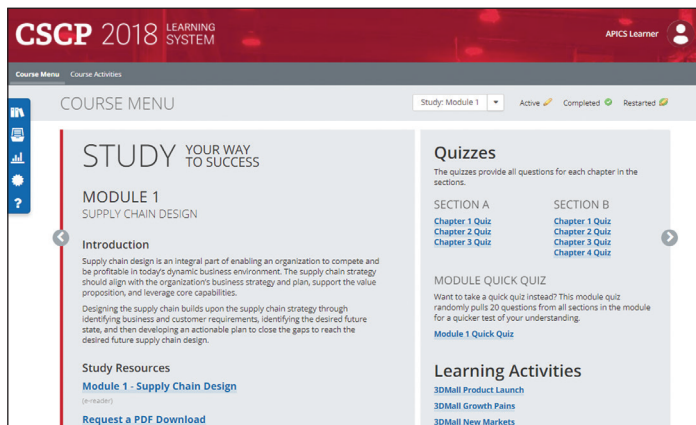 CSCP 2018 LEARNING SYSTEM
APICS Learner
Course Menu Course Activities
COURSE MENU
Study: Module 1
Active
Completed
Restarted
STUDY YOUR WAY TO SUCCESS
MODULE 1
SUPPLY CHAIN DESIGN
Introduction
Supply chain design is an integral part of enabling an organization to compete and
be profitable in today's dynamic business environment. The supply chain strategy
should align with the organization's business strategy and plan, support the value
proposition, and leverage core capabilities.
Designing the supply chain builds upon the supply chain strategy through
identifying business and customer requirements, identifying the desired future
state, and then developing an actionable plan to close the gaps to reach the
desired future supply chain design.
Study Resources
Module 1 - Supply Chain Design
(e-reader)
Request a PDF Download
Quizzes
The quizzes provide all questions for each chapter in the
sections.
SECTION A
Chapter 1 Quiz
Chapter 2 Quiz
Chapter 3 Quiz
SECTION B
Chapter 1 Quiz
Chapter 2 Quiz
Chapter 3 Quiz
Chapter 4 Quiz
MODULE QUICK QUIZ
Want to take a quick quiz instead? This module quiz
randomly pulls 20 questions from all sections in the module
for a quicker test of your understanding.
Module 1 Quick Quiz
Learning Activities
3DMall Product Launch
3DMall Growth Pains
3DMall New Markets
?